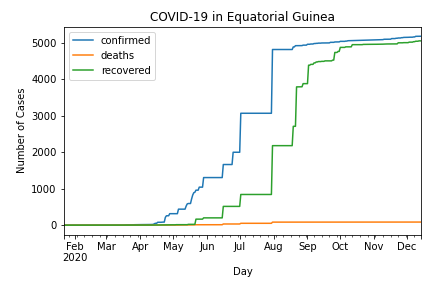 COVID-19 in Equatorial Guinea
confirmed
deaths
recovered
Number of Cases
5000
4000
3000
2000
1000
0
Feb Mar Apr May Jun Jul Aug Sep Oct Nov Dec
2020
Day